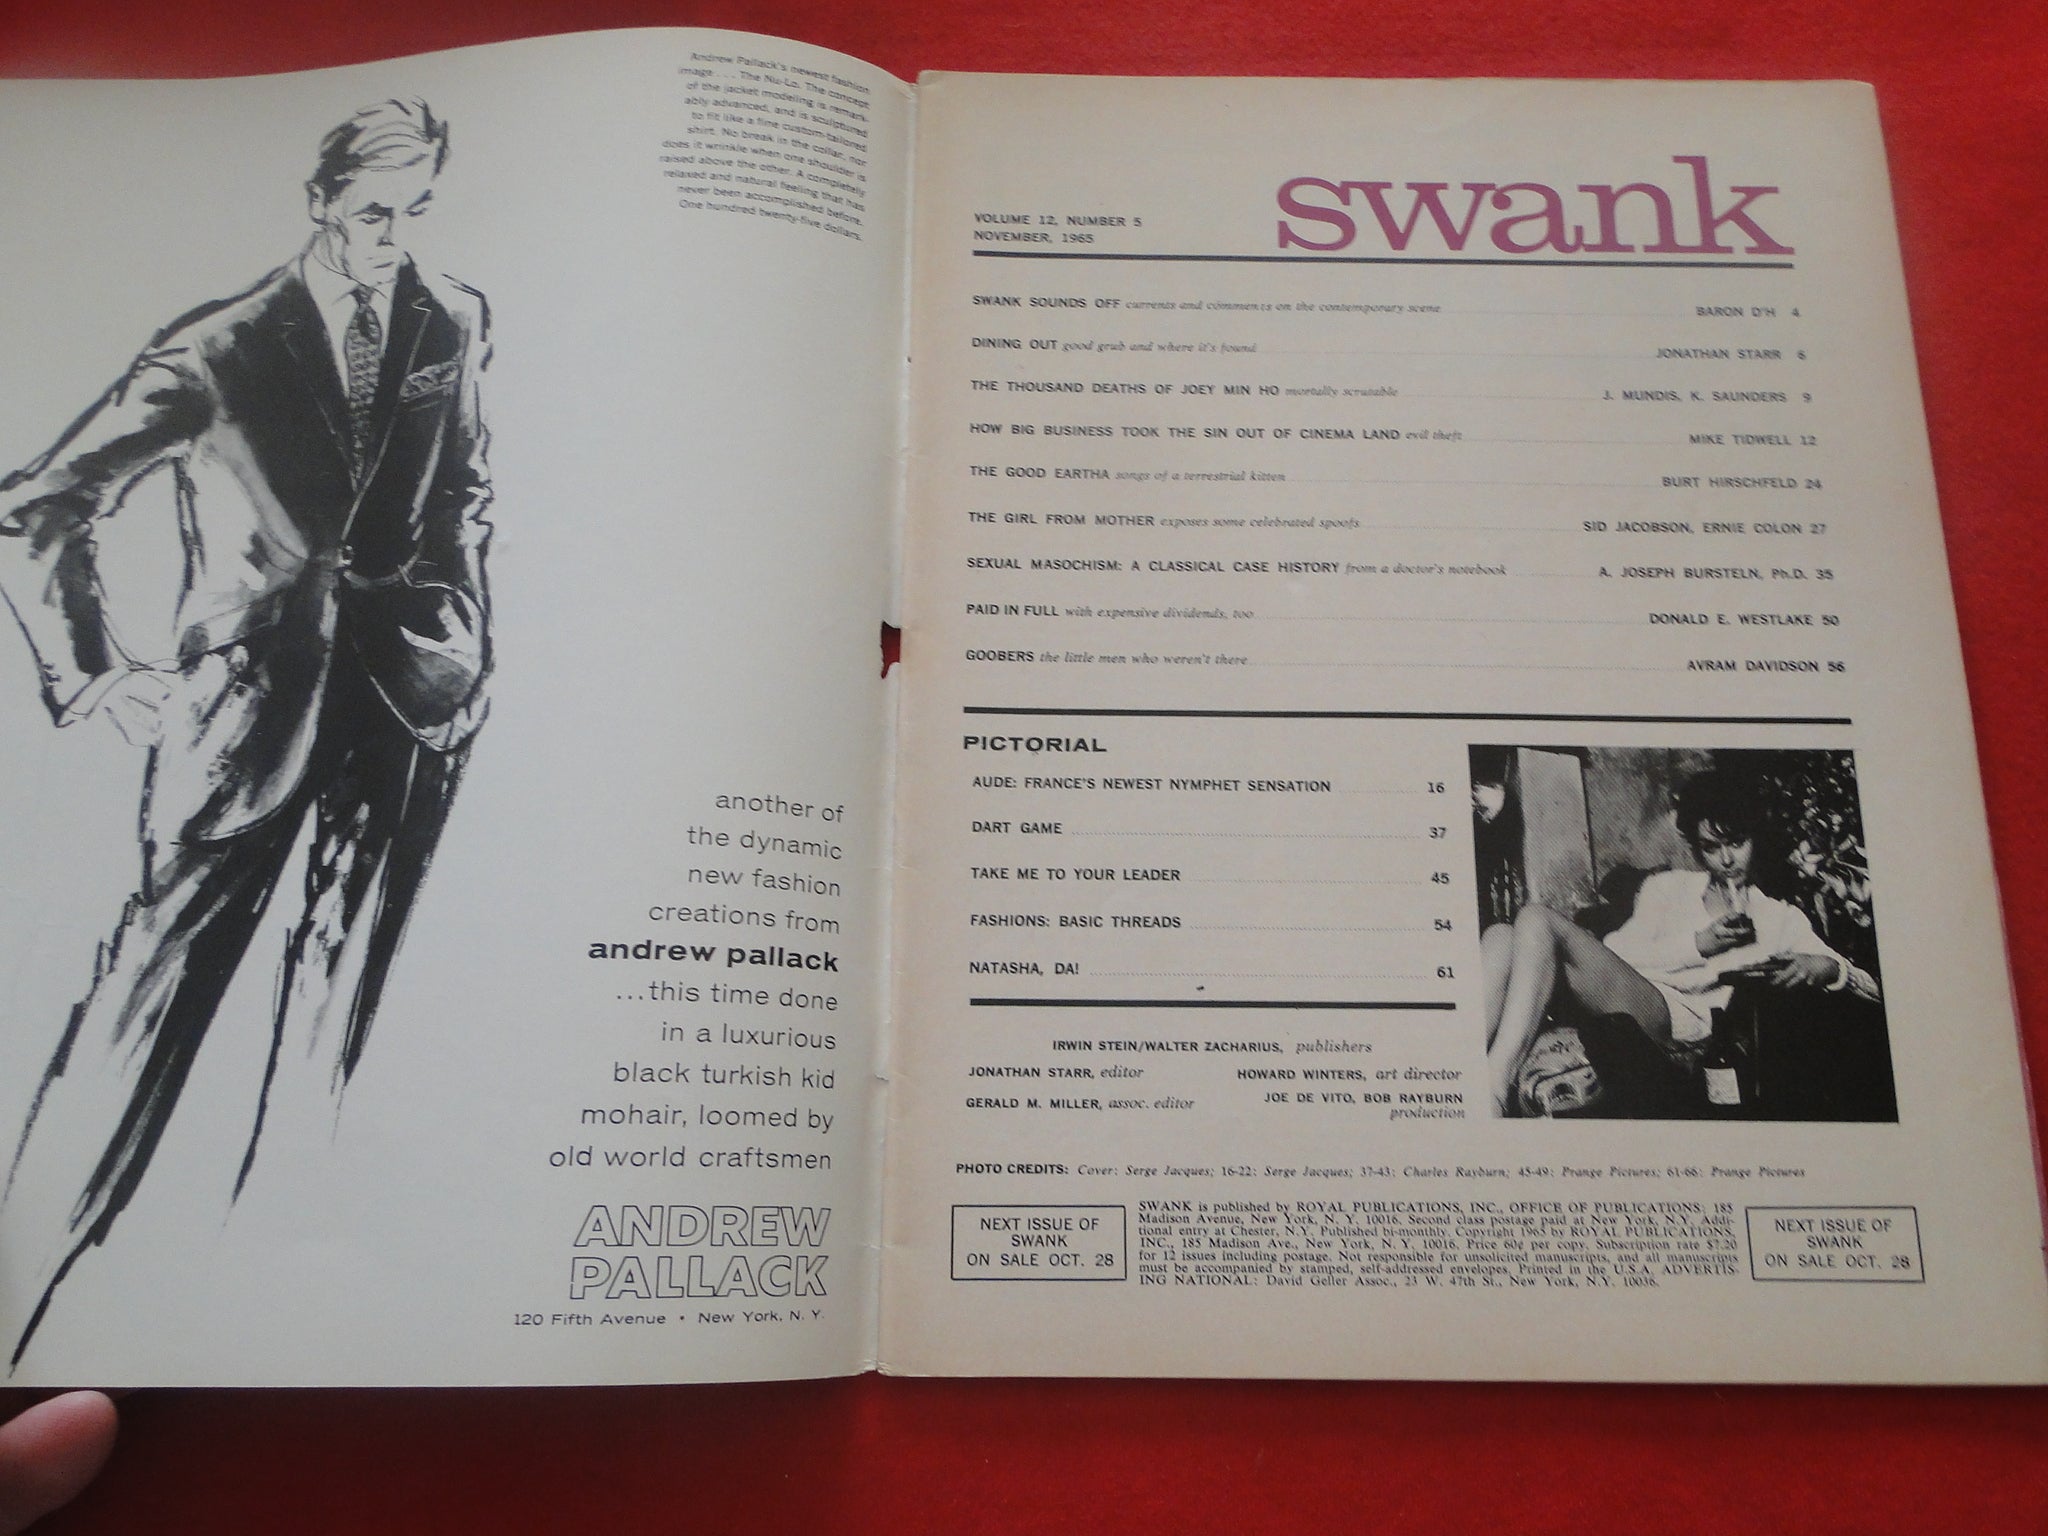 Andrew Pallack's newest fashion
image . . . The Nu-Lo. The concept
of the jacket modeling is remark-
ably advanced, and is sculptured
to fit like a fine custom-tailored
shirt. No break in the collar, nor
does it wrinkle when one shoulder is
raised above the other. A completely
relaxed and natural feeling that has
never been accomplished before.
One hundred twenty-five dollars.
another of
the dynamic
new fashion
creations from
andrew pallack
...this time done
in a luxurious
black turkish kid
mohair, loomed by
old world craftsmen
ANDREW
PALLACK
120 Fifth Avenue • New York, N. Y.
swank
VOLUME 12, NUMBER 5
NOVEMBER, 1965
SWANK SOUNDS OFF currents and comments on the contemporary scene BARON D'H 4
DINING OUT good grub and where it's found JONATHAN STARR 6
THE THOUSAND DEATHS OF JOEY MIN HO mortally scrutable J. MUNDIS, K. SAUNDERS 9
HOW BIG BUSINESS TOOK THE SIN OUT OF CINEMA LAND evil theft MIKE TIDWELL 12
THE GOOD EARTHA songs of a terrestrial kitten BURT HIRSCHFELD 24
THE GIRL FROM MOTHER exposes some celebrated spoofs SID JACOBSON, ERNIE COLON 27
SEXUAL MASOCHISM: A CLASSICAL CASE HISTORY from a doctor's notebook A. JOSEPH BURSTELN, Ph.D. 35
PAID IN FULL with expensive dividends, too DONALD E. WESTLAKE 50
GOOBERS the little men who weren't there AVRAM DAVIDSON 56
PICTORIAL
AUDE: FRANCE'S NEWEST NYMPHET SENSATION 16
DART GAME 37
TAKE ME TO YOUR LEADER 45
FASHIONS: BASIC THREADS 54
NATASHA, DA! 61
IRWIN STEIN/WALTER ZACHARIUS, publishers
JONATHAN STARR, editor HOWARD WINTERS, art director
GERALD M. MILLER, assoc. editor JOE DE VITO, BOB RAYBURN
production
PHOTO CREDITS: Cover: Serge Jacques; 16-22: Serge Jacques; 37-43: Charles Rayburn; 45-49: Prange Pictures; 61-66: Prange Pictures
NEXT ISSUE OF
SWANK
ON SALE OCT. 28
SWANK is published by ROYAL PUBLICATIONS, INC., OFFICE OF PUBLICATIONS: 185
Madison Avenue, New York, N. Y. 10016. Second class postage paid at New York, N.Y. Addi-
tional entry at Chester, N.Y. Published bi-monthly. Copyright 1965 by ROYAL PUBLICATIONS,
INC., 185 Madison Ave., New York, N. Y. 10016. Price 60¢ per copy. Subscription rate $7.20
for 12 issues including postage. Not responsible for unsolicited manuscripts, and all manuscripts
must be accompanied by stamped, self-addressed envelopes. Printed in the U.S.A. ADVERTIS-
ING NATIONAL: David Geller Assoc., 23 W. 47th St., New York, N.Y. 10036.
NEXT ISSUE OF
SWANK
ON SALE OCT. 28